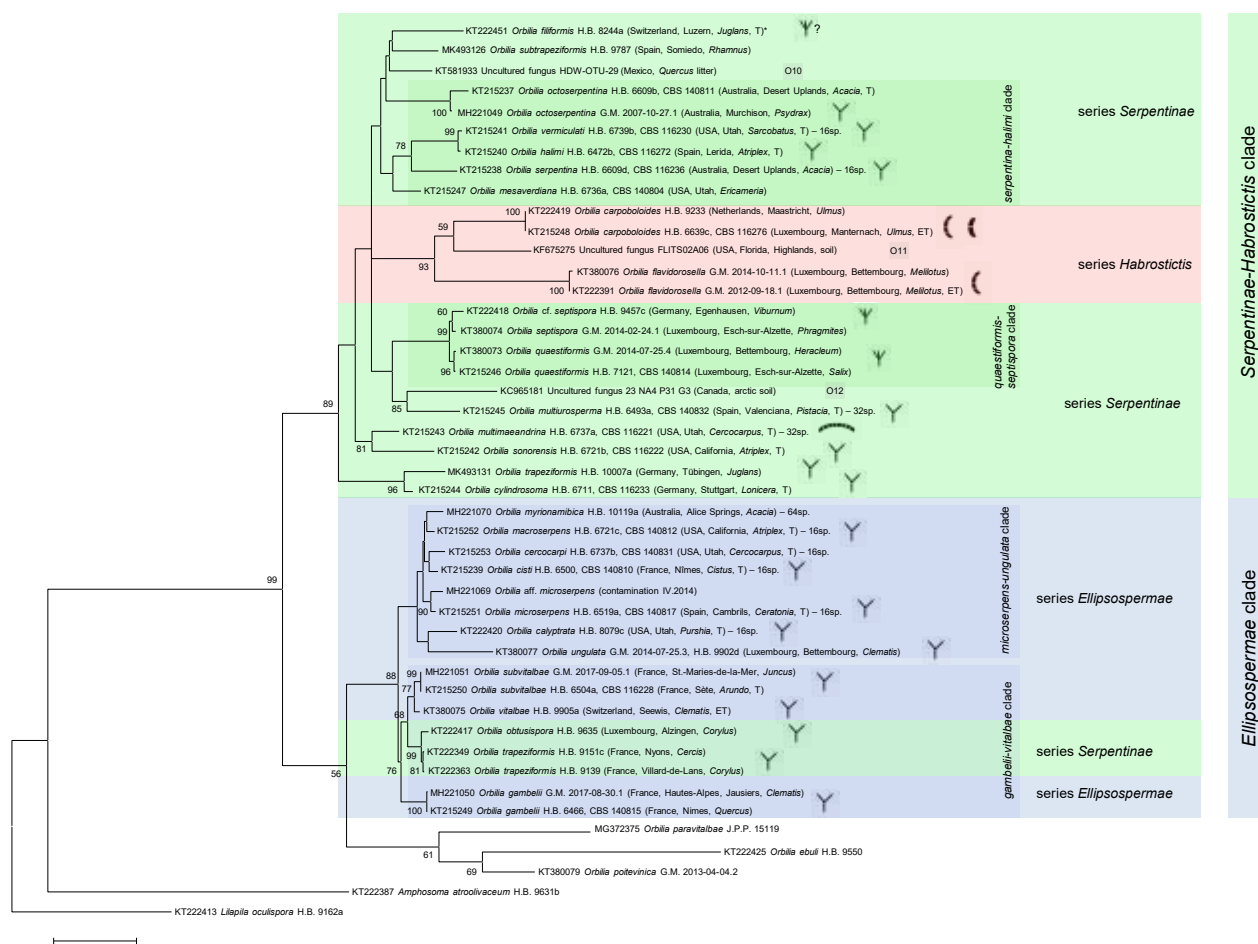 KT222451 Orbilia filiformis H.B. 8244a (Switzerland, Luzern, Juglans, T)* ?
MK493126 Orbilia subtrapeziformis H.B. 9787 (Spain, Somiedo, Rhamnus)
KT581933 Uncultured fungus HDW-OTU-29 (Mexico, Quercus litter) O10
KT215237 Orbilia octoserpentina H.B. 6609b, CBS 140811 (Australia, Desert Uplands, Acacia, T)
100 MH221049 Orbilia octoserpentina G.M. 2007-10-27.1 (Australia, Murchison, Psydrax)
series Serpentinae
99 KT215241 Orbilia vermiculati H.B. 6739b, CBS 116230 (USA, Utah, Sarcobatus, T) – 16sp.
78 KT215240 Orbilia halimi H.B. 6472b, CBS 116272 (Spain, Lerida, Atriplex, T)
KT215238 Orbilia serpentina H.B. 6609d, CBS 116236 (Australia, Desert Uplands, Acacia) – 16sp.
KT215247 Orbilia mesaverdiana H.B. 6736a, CBS 140804 (USA, Utah, Ericameria)
serpentina-halimi clade
100 KT222419 Orbilia carpoboloides H.B. 9233 (Netherlands, Maastricht, Ulmus)
59 KT215248 Orbilia carpoboloides H.B. 6639c, CBS 116276 (Luxembourg, Manternach, Ulmus, ET)
KF675275 Uncultured fungus FLITS02A06 (USA, Florida, Highlands, soil) O11
93 KT380076 Orbilia flavidorosella G.M. 2014-10-11.1 (Luxembourg, Bettembourg, Melilotus)
100 KT222391 Orbilia flavidorosella G.M. 2012-09-18.1 (Luxembourg, Bettembourg, Melilotus, ET)
series Habrostictis
60 KT222418 Orbilia cf. septispora H.B. 9457c (Germany, Egenhausen, Viburnum)
99 KT380074 Orbilia septispora G.M. 2014-02-24.1 (Luxembourg, Esch-sur-Alzette, Phragmites)
KT380073 Orbilia quaestiformis G.M. 2014-07-25.4 (Luxembourg, Bettembourg, Heracleum)
96 KT215246 Orbilia quaestiformis H.B. 7121, CBS 140814 (Luxembourg, Esch-sur-Alzette, Salix)
quaestiformis-
septispora clade
KC965181 Uncultured fungus 23 NA4 P31 G3 (Canada, arctic soil) O12
85 KT215245 Orbilia multiurosperma H.B. 6493a, CBS 140832 (Spain, Valenciana, Pistacia, T) – 32sp.
series Serpentinae
89
KT215243 Orbilia multimaeandrina H.B. 6737a, CBS 116221 (USA, Utah, Cercocarpus, T) – 32sp.
81 KT215242 Orbilia sonorensis H.B. 6721b, CBS 116222 (USA, California, Atriplex, T)
MK493131 Orbilia trapeziformis H.B. 10007a (Germany, Tübingen, Juglans)
96 KT215244 Orbilia cylindrosoma H.B. 6711, CBS 116233 (Germany, Stuttgart, Lonicera, T)
Serpentinae-Habrostictis clade
MH221070 Orbilia myrionamibica H.B. 10119a (Australia, Alice Springs, Acacia) – 64sp.
KT215252 Orbilia macroserpens H.B. 6721c, CBS 140812 (USA, California, Atriplex, T) – 16sp.
KT215253 Orbilia cercocarpi H.B. 6737b, CBS 140831 (USA, Utah, Cercocarpus, T) – 16sp.
KT215239 Orbilia cisti H.B. 6500, CBS 140810 (France, Nîmes, Cistus, T) – 16sp.
99
MH221069 Orbilia aff. microserpens (contamination IV.2014)
series Ellipsospermae
90 KT215251 Orbilia microserpens H.B. 6519a, CBS 140817 (Spain, Cambrils, Ceratonia, T) – 16sp.
KT222420 Orbilia calyptrata H.B. 8079c (USA, Utah, Purshia, T) – 16sp.
KT380077 Orbilia ungulata G.M. 2014-07-25.3, H.B. 9902d (Luxembourg, Bettembourg, Clematis)
microserpens-ungulata clade
88 99 MH221051 Orbilia subvitalbae G.M. 2017-09-05.1 (France, St.-Maries-de-la-Mer, Juncus)
77 KT215250 Orbilia subvitalbae H.B. 6504a, CBS 116228 (France, Sète, Arundo, T)
68 KT380075 Orbilia vitalbae H.B. 9905a (Switzerland, Seewis, Clematis, ET)
KT222417 Orbilia obtusispora H.B. 9635 (Luxembourg, Alzingen, Corylus)
99 KT222349 Orbilia trapeziformis H.B. 9151c (France, Nyons, Cercis)
series Serpentinae
56 76 81 KT222363 Orbilia trapeziformis H.B. 9139 (France, Villard-de-Lans, Corylus)
MH221050 Orbilia gambelii G.M. 2017-08-30.1 (France, Hautes-Alpes, Jausiers, Clematis)
series Ellipsospermae
100 KT215249 Orbilia gambelii H.B. 6466, CBS 140815 (France, Nimes, Quercus)
gambelii-vitalbae clade
Ellipsospermae clade
MG372375 Orbilia paravitalbae J.P.P. 15119
61 KT222425 Orbilia ebuli H.B. 9550
69 KT380079 Orbilia poitevinica G.M. 2013-04-04.2
KT222387 Amphosoma atroolivaceum H.B. 9631b
KT222413 Lilapila oculispora H.B. 9162a